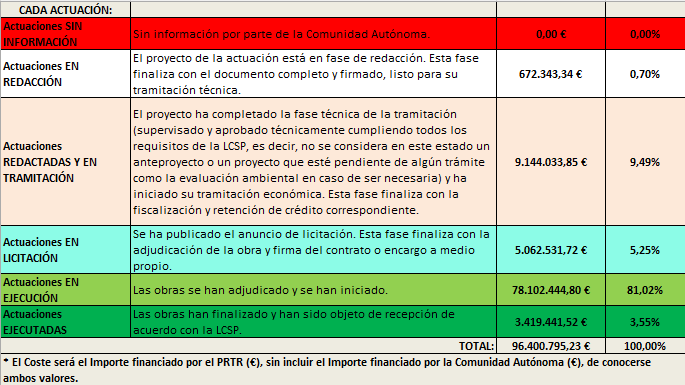 CADA ACTUACIÓN:
Actuaciones SIN
INFORMACIÓN
Sin información por parte de la Comunidad Autónoma.
0,00 €
0,00%
Actuaciones EN
REDACCIÓN
El proyecto de la actuación está en fase de redacción. Esta fase
finaliza con el documento completo y firmado, listo para su
tramitación técnica.
672.343,34 €
0,70%
Actuaciones
REDACTADAS Y EN
TRAMITACIÓN
El proyecto ha completado la fase técnica de la tramitación
(supervisado y aprobado técnicamente cumpliendo todos los
requisitos de la LCSP, es decir, no se considera en este estado un
anteproyecto o un proyecto que esté pendiente de algún trámite
como la evaluación ambiental en caso de ser necesaria) y ha
iniciado su tramitación económica. Esta fase finaliza con la
fiscalización y retención de crédito correspondiente.
9.144.033,85 €
9,49%
Actuaciones EN
LICITACIÓN
Se ha publicado el anuncio de licitación. Esta fase finaliza con la
adjudicación de la obra y firma del contrato o encargo a medio
propio.
5.062.531,72 €
5,25%
Actuaciones EN
EJECUCIÓN
Las obras se han adjudicado y se han iniciado.
78.102.444,80 €
81,02%
Actuaciones
EJECUTADAS
Las obras han finalizado y han sido objeto de recepción de
acuerdo con la LCSP.
3.419.441,52 €
3,55%
TOTAL:
96.400.795,23 €
100,00%
* El Coste será el Importe financiado por el PRTR (€), sin incluir el Importe financiado por la Comunidad Autónoma (€), de conocerse
ambos valores.